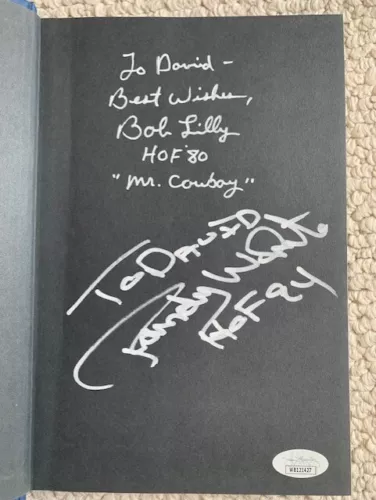 To David -
Best Wishes,
Bob Lilly
HOF '80
"Mr. Cowboy"
To DAVID
Randy White
HOF 94